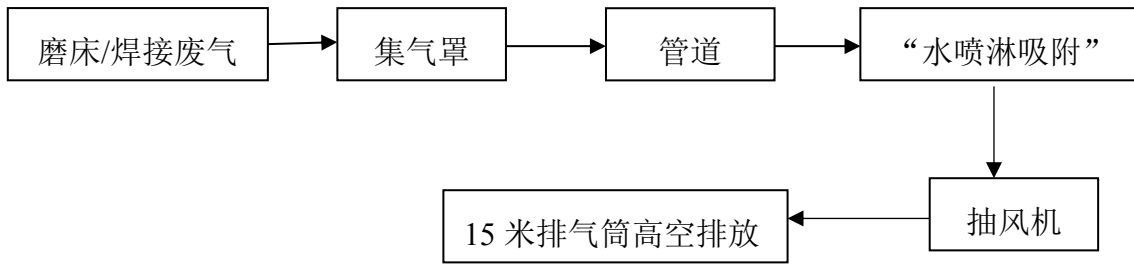 磨床/焊接废气
集气罩
管道
“水喷淋吸附”
抽风机
15 米排气筒高空排放